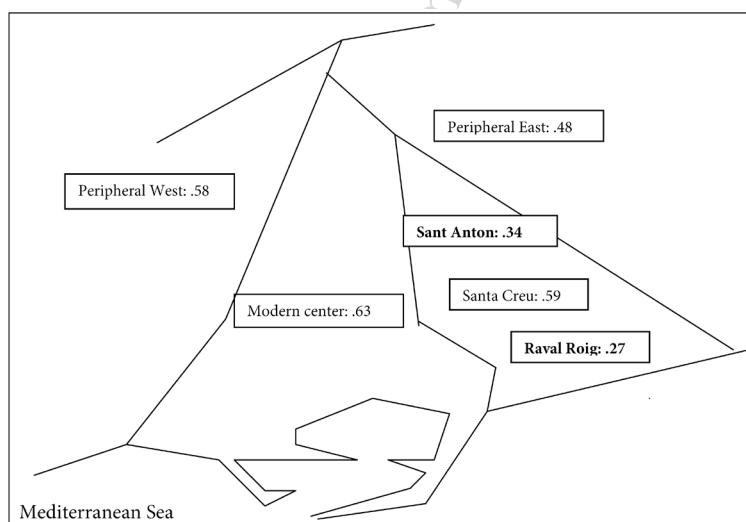 Peripheral East: .48
Peripheral West: .58
Sant Anton: .34
Santa Creu: .59
Modern center: .63
Raval Roig: .27
Mediterranean Sea